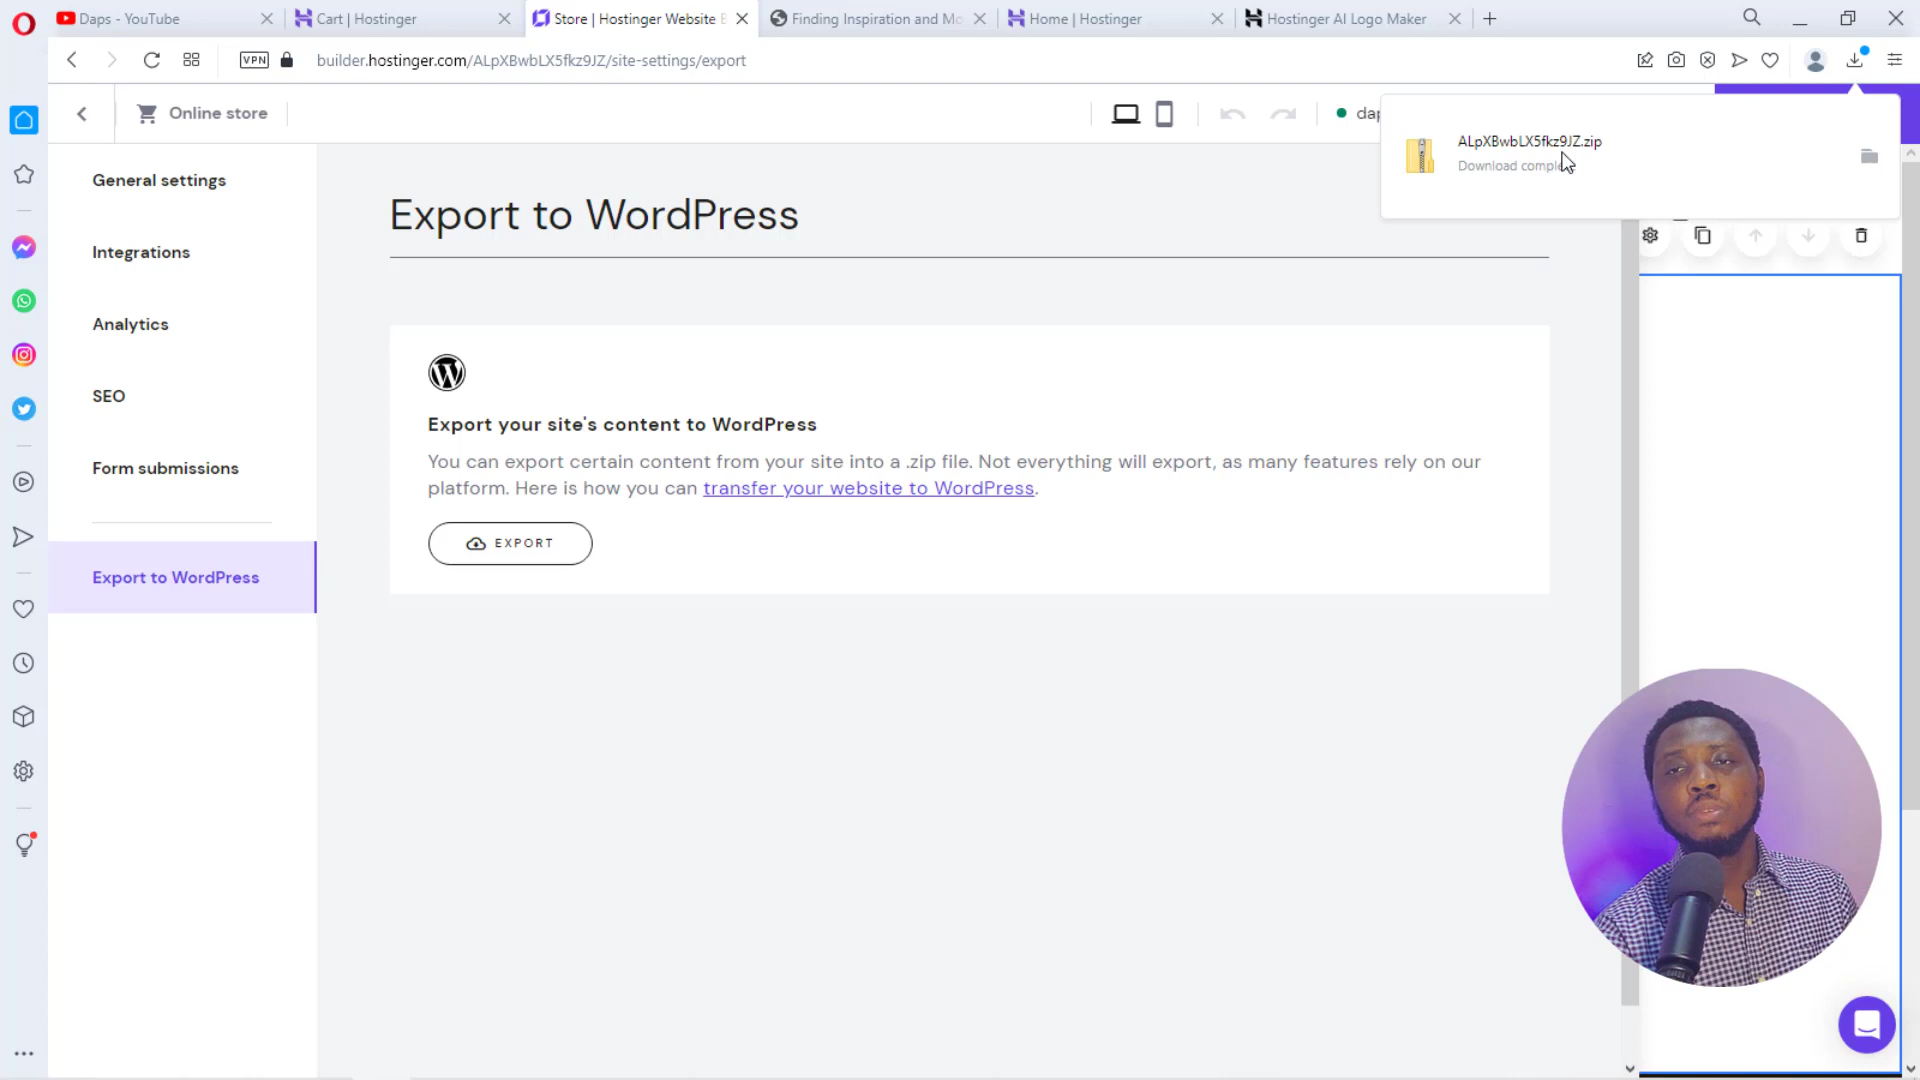 Daps - YouTube
Cart | Hostinger
Store | Hostinger Website
Finding Inspiration and Mo
Home | Hostinger
Hostinger AI Logo Maker
VPN
builder.hostinger.com/ALpXBwbLX5fkz9JZ/site-settings/export
Online store
dap
ALpXBwbLX5fkz9JZ.zip
Download comple
General settings
Integrations
Analytics
SEO
Form submissions
Export to WordPress
Export to WordPress
Export your site's content to WordPress
You can export certain content from your site into a .zip file. Not everything will export, as many features rely on our
platform. Here is how you can transfer your website to WordPress.
EXPORT